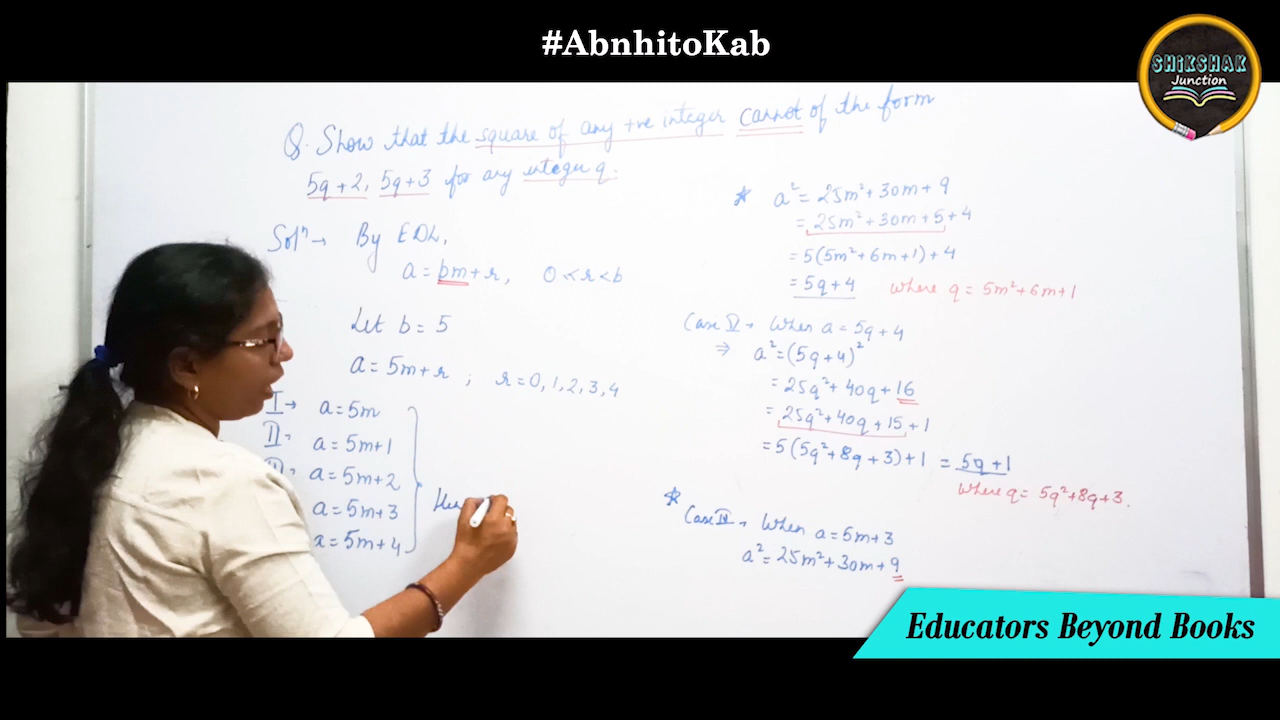 #AbnhitoKab
SHiKSHAK
Junction
Q. Show that the square of any +ve integer cannot of the form
5q+2, 5q+3 for any integer q.
Solⁿ → By EDL,
a = bm + r, 0 < r < b
Let b = 5
a = 5m + r ; r = 0, 1, 2, 3, 4
I → a = 5m
II → a = 5m+1
a = 5m+2
a = 5m+3
a = 5m+4
* a² = 25m² + 30m + 9
= 25m² + 30m + 5 + 4
= 5(5m² + 6m + 1) + 4
= 5q + 4 where q = 5m² + 6m + 1
Case V → When a = 5q + 4
⇒ a² = (5q + 4)²
= 25q² + 40q + 16
= 25q² + 40q + 15 + 1
= 5(5q² + 8q + 3) + 1 = 5q + 1
where q = 5q² + 8q + 3.
* When a = 5m + 3
a² = 25m² + 30m + 9
Educators Beyond Books